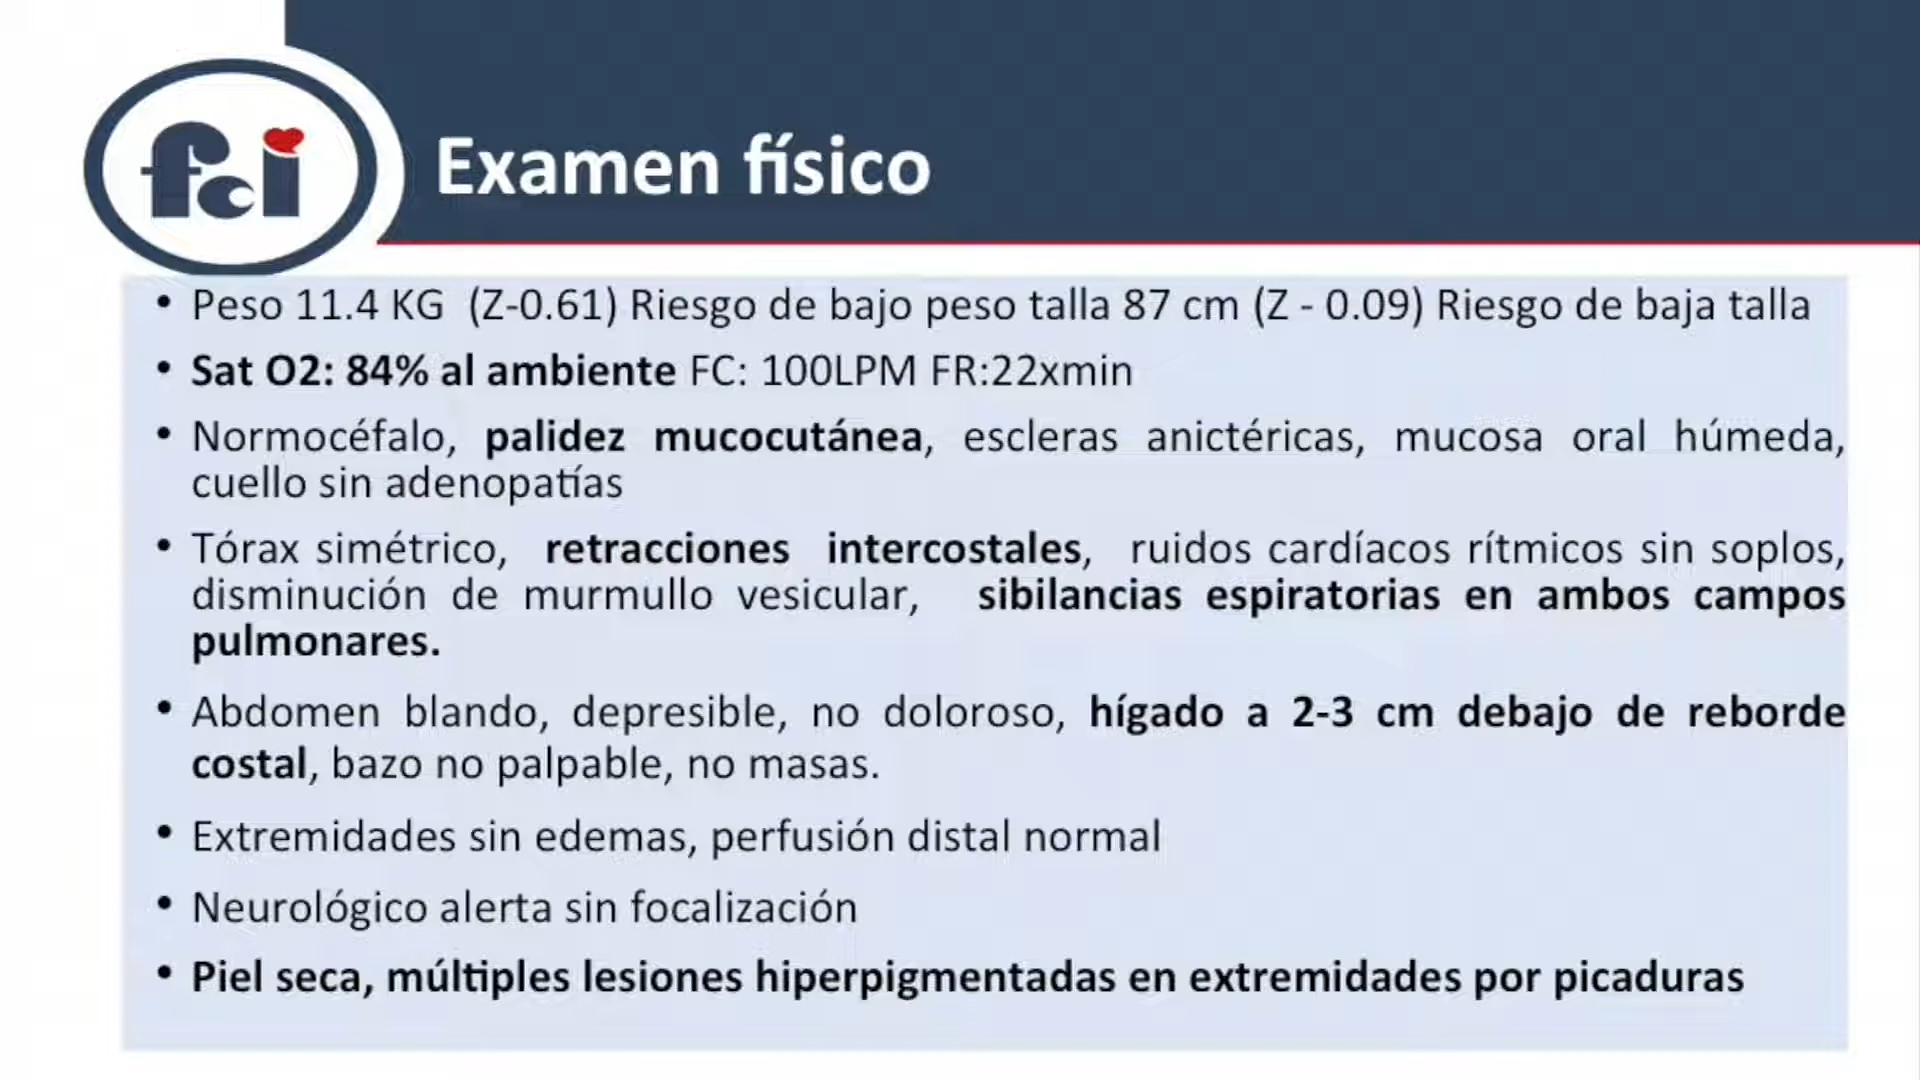 fci
Examen físico
• Peso 11.4 KG (Z-0.61) Riesgo de bajo peso talla 87 cm (Z - 0.09) Riesgo de baja talla
• Sat O2: 84% al ambiente FC: 100LPM FR:22xmin
• Normocéfalo, palidez mucocutánea, escleras anictéricas, mucosa oral húmeda,
cuello sin adenopatías
• Tórax simétrico, retracciones intercostales, ruidos cardíacos rítmicos sin soplos,
disminución de murmullo vesicular, sibilancias espiratorias en ambos campos
pulmonares.
• Abdomen blando, depresible, no doloroso, hígado a 2-3 cm debajo de reborde
costal, bazo no palpable, no masas.
• Extremidades sin edemas, perfusión distal normal
• Neurológico alerta sin focalización
• Piel seca, múltiples lesiones hiperpigmentadas en extremidades por picaduras